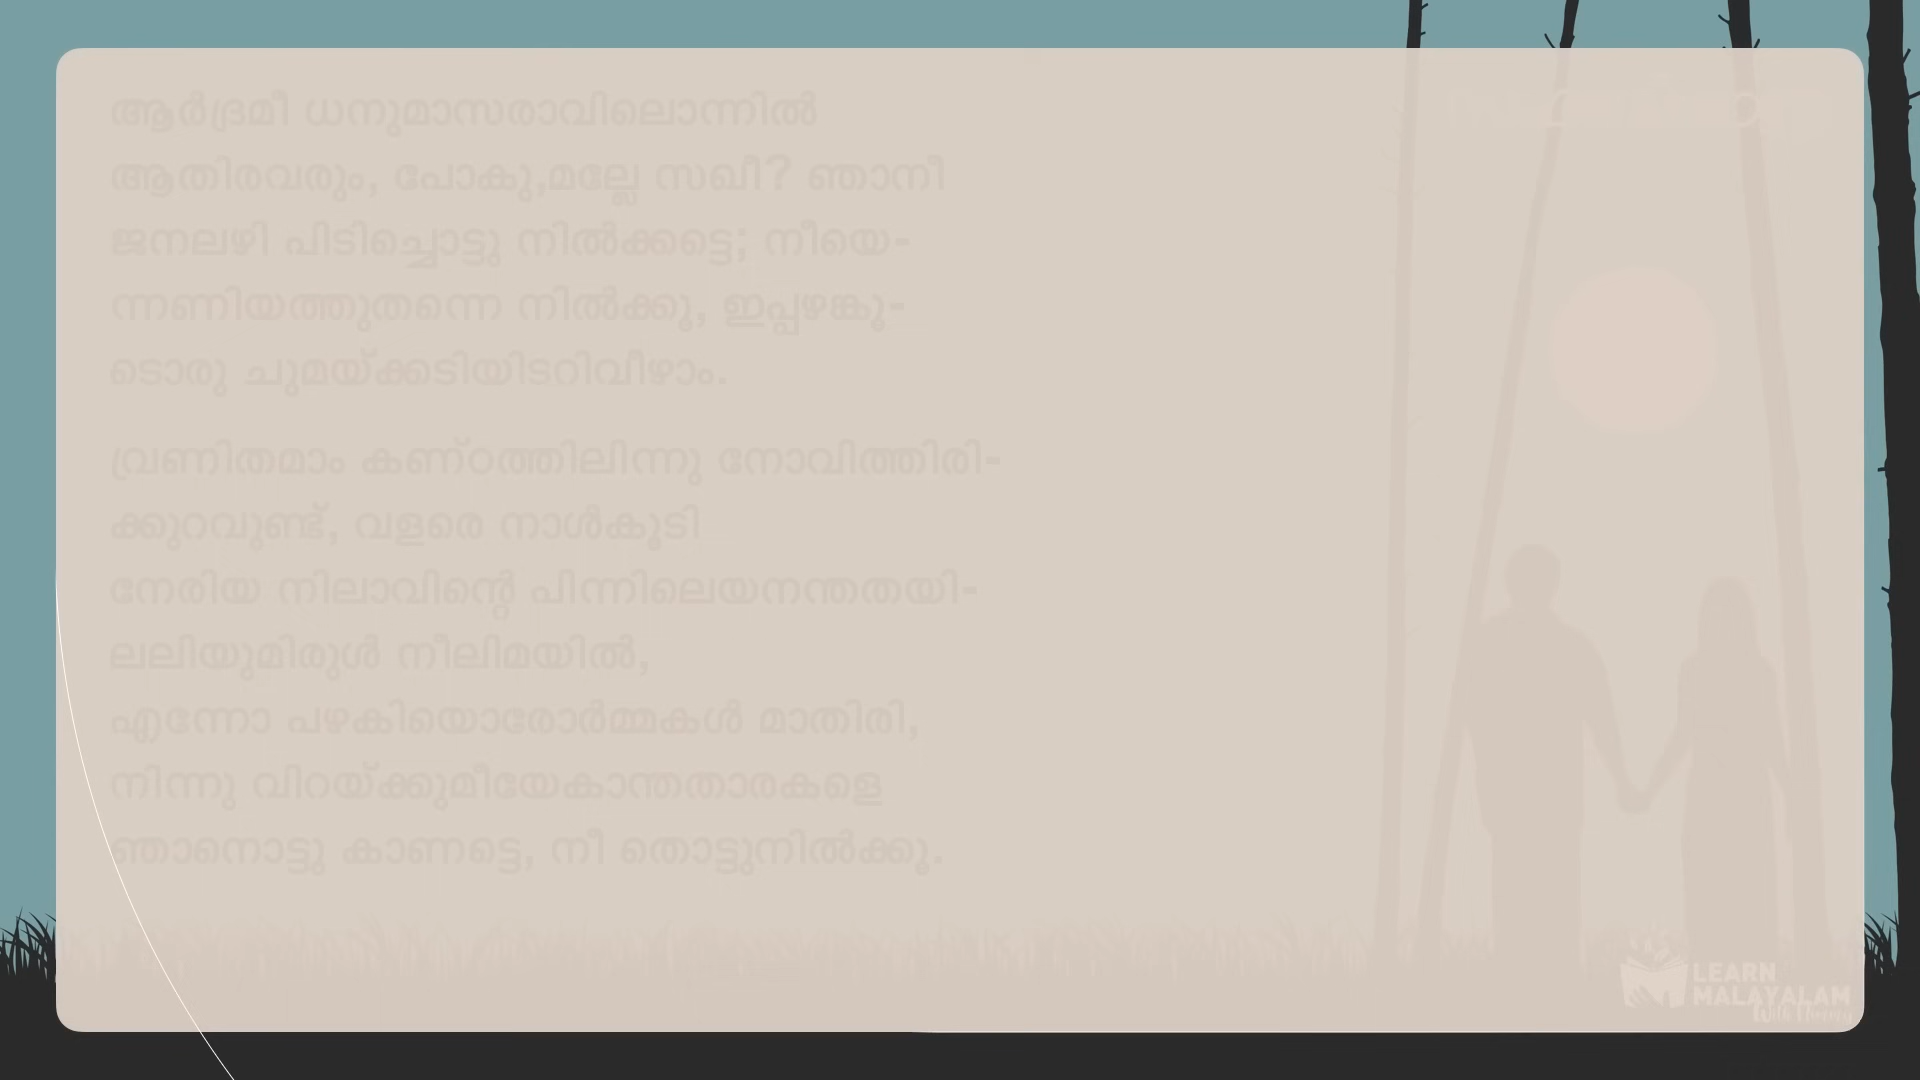 ആർദ്രമീ ധനുമാസരാവിലൊന്നിൽ
ആതിരവരും, പോകു,മല്ലേ സഖീ? ഞാനീ
ജനലഴി പിടിച്ചൊട്ടു നിൽക്കട്ടെ; നീയെ-
ന്നണിയത്തുതന്നെ നിൽക്കൂ, ഇപ്പഴങ്കൂ-
ടൊരു ചുമയ്ക്കടിയിടറിവീഴാം.
വ്രണിതമാം കണ്ഠത്തിലിന്നു നോവിത്തിരി-
ക്കുറവുണ്ട്, വളരെ നാൾകൂടി
നേരിയ നിലാവിന്റെ പിന്നിലെയനന്തതയി-
ലലിയുമിരുൾ നീലിമയിൽ,
എന്നോ പഴകിയൊരോർമ്മകൾ മാതിരി,
നിന്നു വിറയ്ക്കുമീയേകാന്തതാരകളെ
ഞാനൊട്ടു കാണട്ടെ, നീ തൊട്ടുനിൽക്കൂ.
LEARN
MALAYALAM